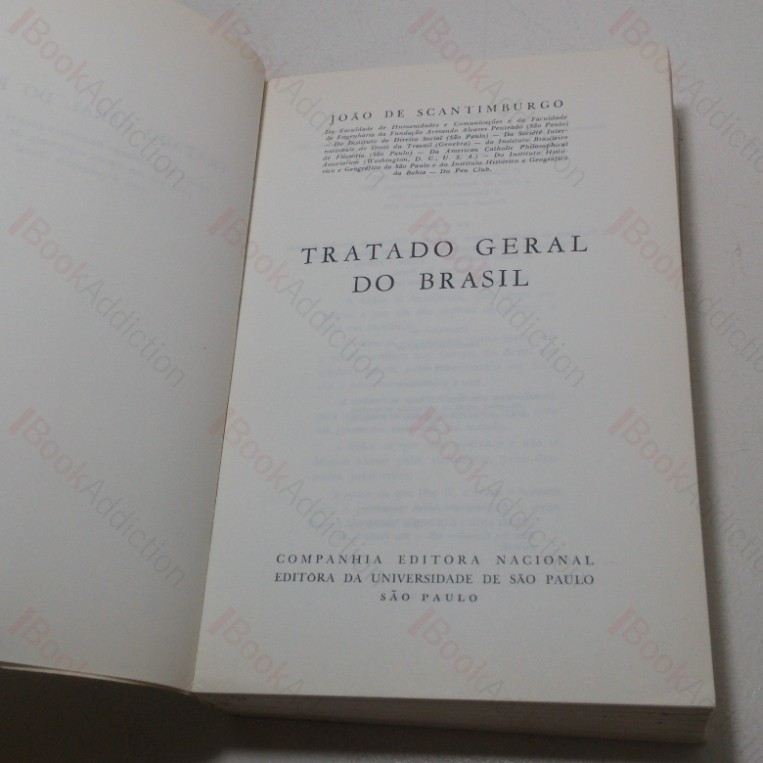 JOÃO DE SCANTIMBURGO
Da Faculdade de Humanidades e Comunicações e da Faculdade
de Engenharia da Fundação Armando Alvares Penteado (São Paulo)
— Do Instituto de Direito Social (São Paulo) — Da Société Inter-
nationale de Droit du Travail (Genebra) — do Instituto Brasileiro
de Filosofia (São Paulo) — Da American Catholic Philosophical
Association (Washington, D. C., U. S. A.) — Do Instituto Histó-
rico e Geográfico de São Paulo e do Instituto Histórico e Geográfico
da Bahia — Do Pen Club.
TRATADO GERAL
DO BRASIL
COMPANHIA EDITORA NACIONAL
EDITÔRA DA UNIVERSIDADE DE SÃO PAULO
SÃO PAULO
BookAddiction